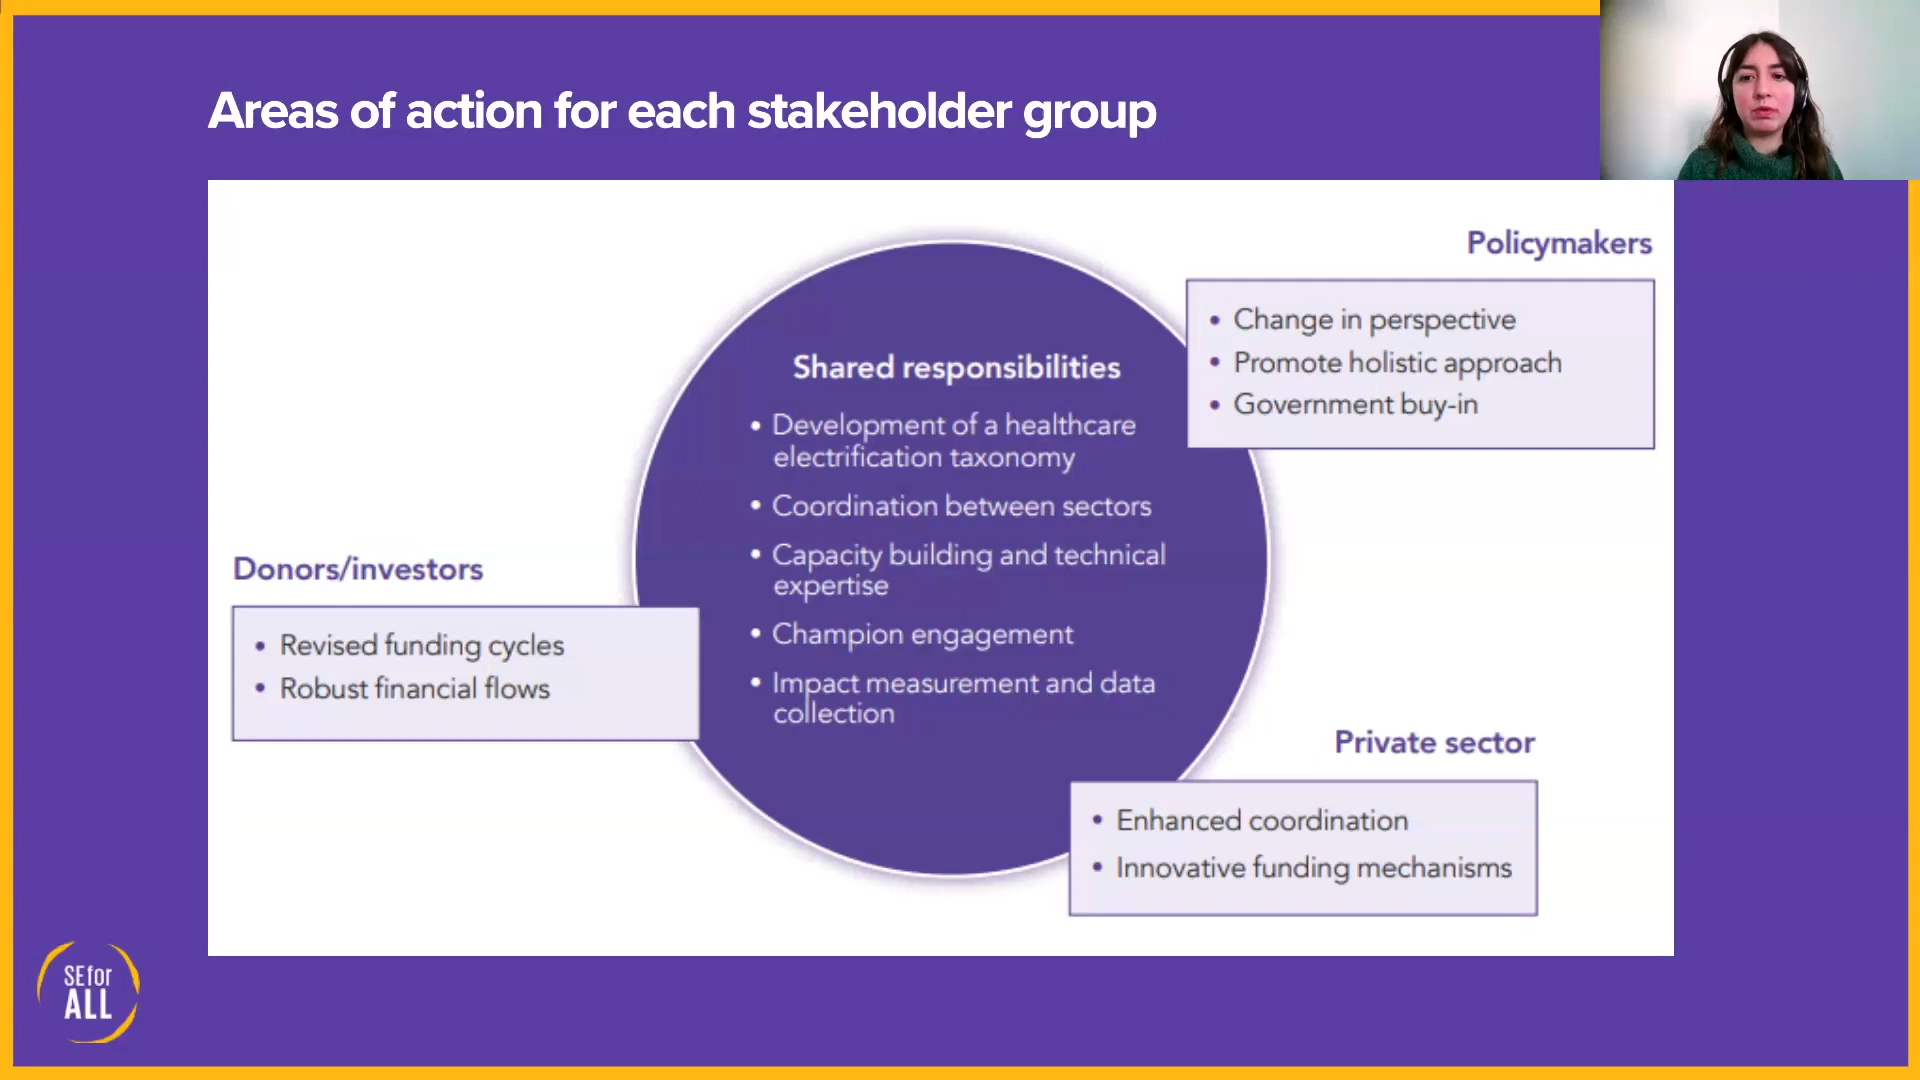 Areas of action for each stakeholder group
Policymakers
• Change in perspective
• Promote holistic approach
• Government buy-in
Shared responsibilities
• Development of a healthcare
electrification taxonomy
• Coordination between sectors
• Capacity building and technical
expertise
• Champion engagement
• Impact measurement and data
collection
Donors/investors
• Revised funding cycles
• Robust financial flows
Private sector
• Enhanced coordination
• Innovative funding mechanisms
SEfor
ALL